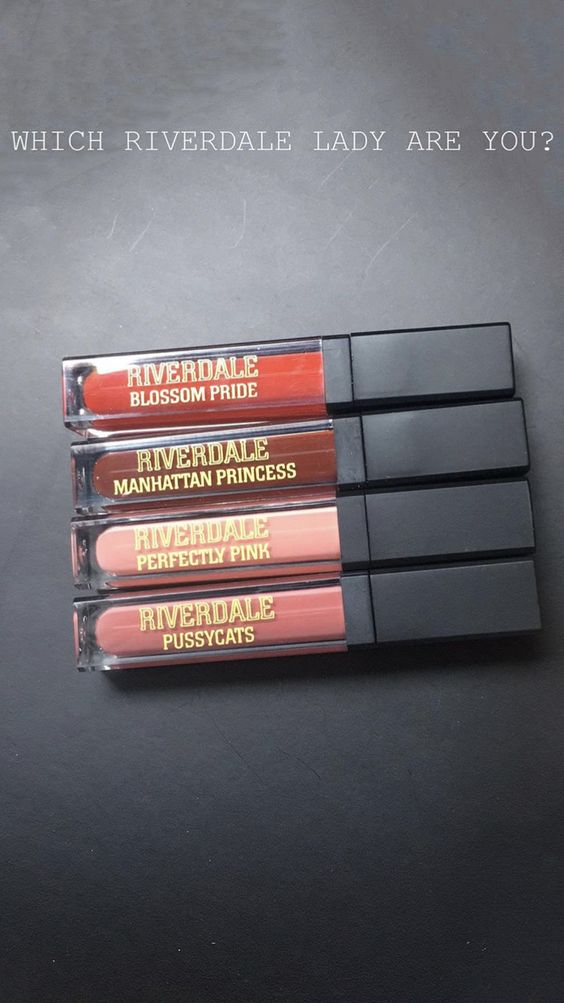 WHICH RIVERDALE LADY ARE YOU?
RIVERDALE
BLOSSOM PRIDE
RIVERDALE
MANHATTAN PRINCESS
RIVERDALE
PERFECTLY PINK
RIVERDALE
PUSSYCATS